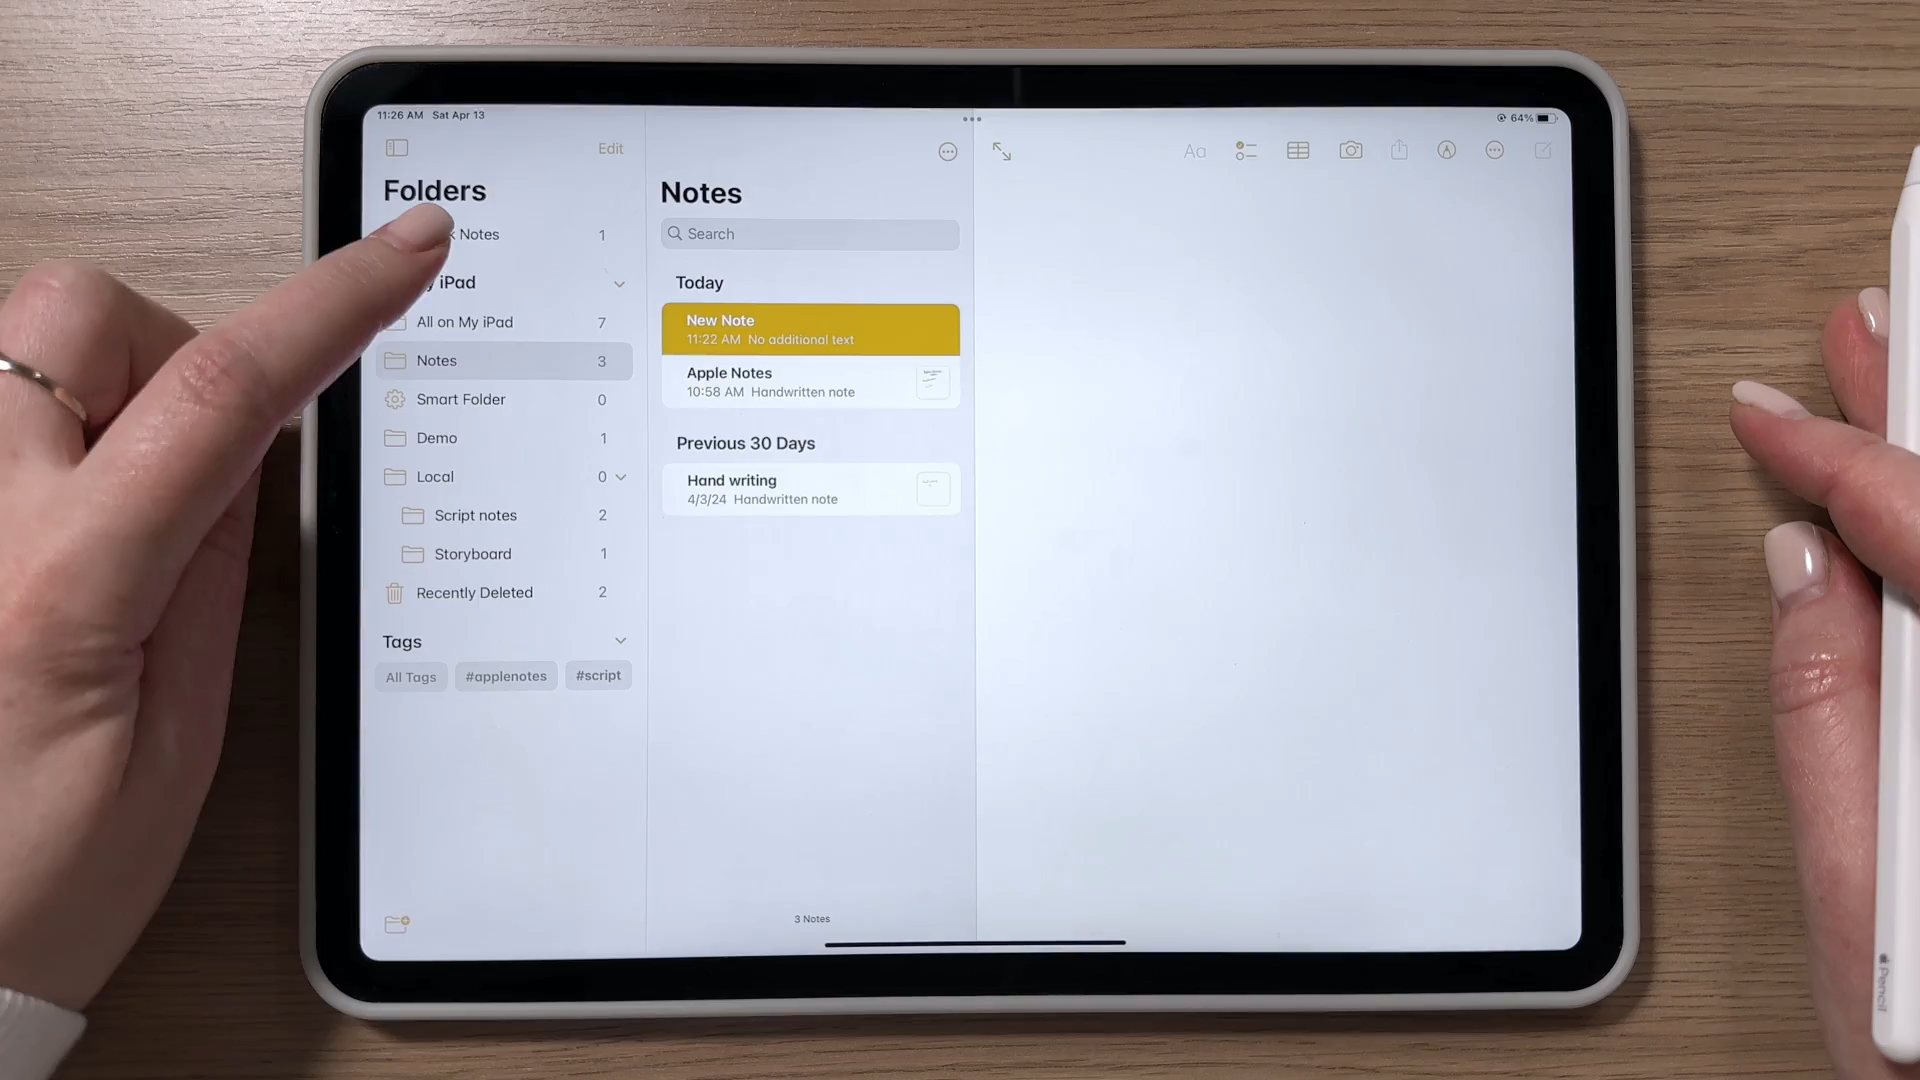 11:26 AM Sat Apr 13
64%
Edit
Folders
Notes 1
iPad
All on My iPad 7
Notes 3
Smart Folder 0
Demo 1
Local 0
Script notes 2
Storyboard 1
Recently Deleted 2
Tags
All Tags #applenotes #script
Notes
Search
Today
New Note
11:22 AM No additional text
Apple Notes
10:58 AM Handwritten note
Previous 30 Days
Hand writing
4/3/24 Handwritten note
3 Notes
Aa
Pencil